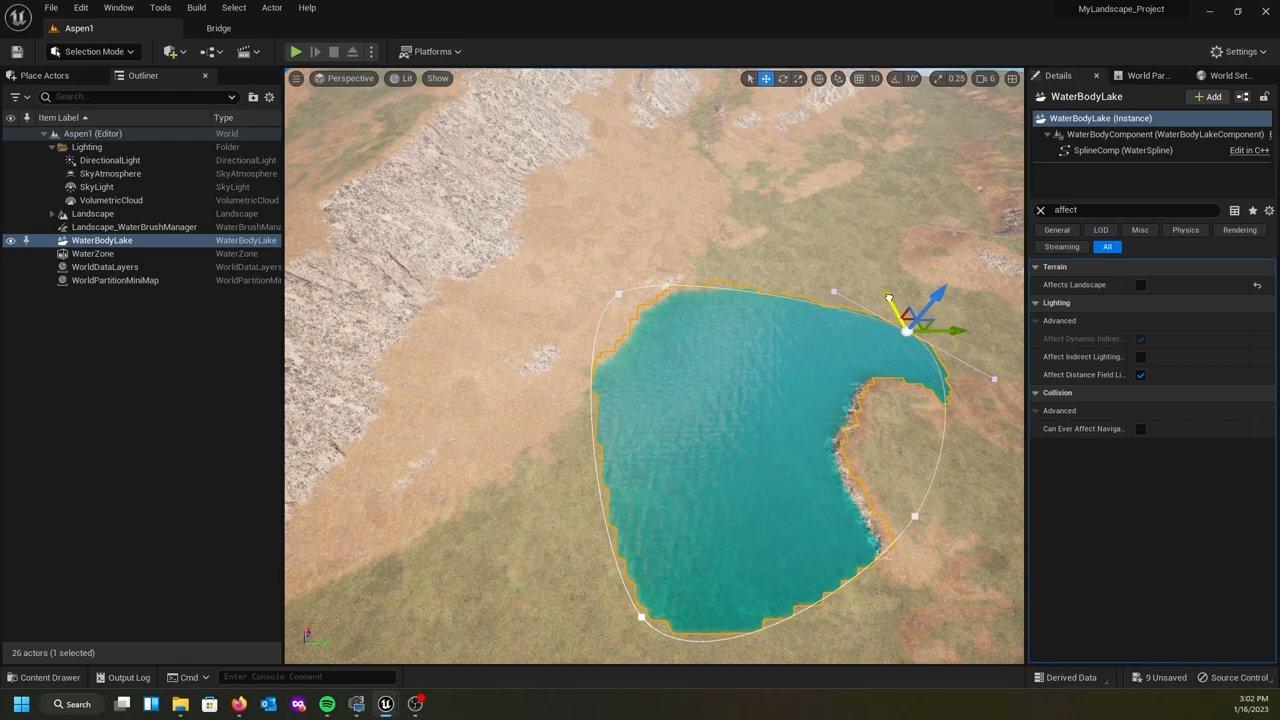 File Edit Window Tools Build Select Actor Help
MyLandscape_Project
Aspen1
Bridge
Selection Mode
Platforms
Settings
Place Actors
Outliner
Search...
Item Label
Type
Aspen1 (Editor) World
Lighting Folder
DirectionalLight DirectionalLight
SkyAtmosphere SkyAtmosphere
SkyLight SkyLight
VolumetricCloud VolumetricCloud
Landscape Landscape
Landscape_WaterBrushManager WaterBrushMana
WaterBodyLake WaterBodyLake
WaterZone WaterZone
WorldDataLayers WorldDataLayers
WorldPartitionMiniMap WorldPartitionMi
26 actors (1 selected)
Perspective Lit Show
10 10° 0.25 6
Details World Par... World Set...
WaterBodyLake Add
WaterBodyLake (Instance)
WaterBodyComponent (WaterBodyLakeComponent) E
SplineComp (WaterSpline) Edit in C++
affect
General LOD Misc Physics Rendering
Streaming All
Terrain
Affects Landscape
Lighting
Advanced
Affect Dynamic Indirec..
Affect Indirect Lighting..
Affect Distance Field Li..
Collision
Advanced
Can Ever Affect Naviga..
Content Drawer Output Log Cmd Enter Console Command
Derived Data 9 Unsaved Source Control
Search
3:02 PM
1/16/2023